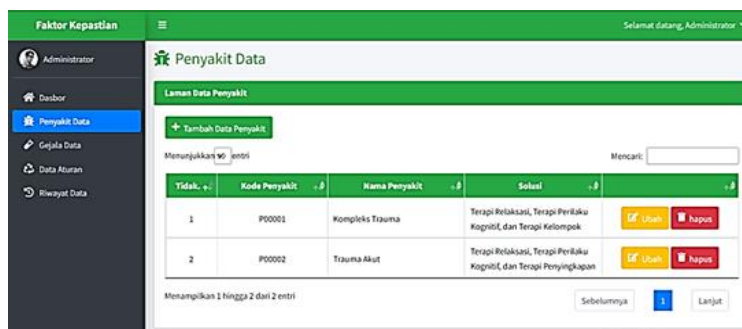 Faktor Kepastian
Selamat datang, Administrator
Administrator
Dasbor
Penyakit Data
Gejala Data
Data Aturan
Riwayat Data
Penyakit Data
Laman Data Penyakit
+ Tambah Data Penyakit
Menunjukkan 10 entri
Mencari:
Tidak. Kode Penyakit Nama Penyakit Solusi
1 P00001 Kompleks Trauma Terapi Relaksasi, Terapi Perilaku
Kognitif, dan Terapi Kelompok Ubah hapus
2 P00002 Trauma Akut Terapi Relaksasi, Terapi Perilaku
Kognitif, dan Terapi Penyingkapan Ubah hapus
Menampilkan 1 hingga 2 dari 2 entri
Sebelumnya 1 Lanjut